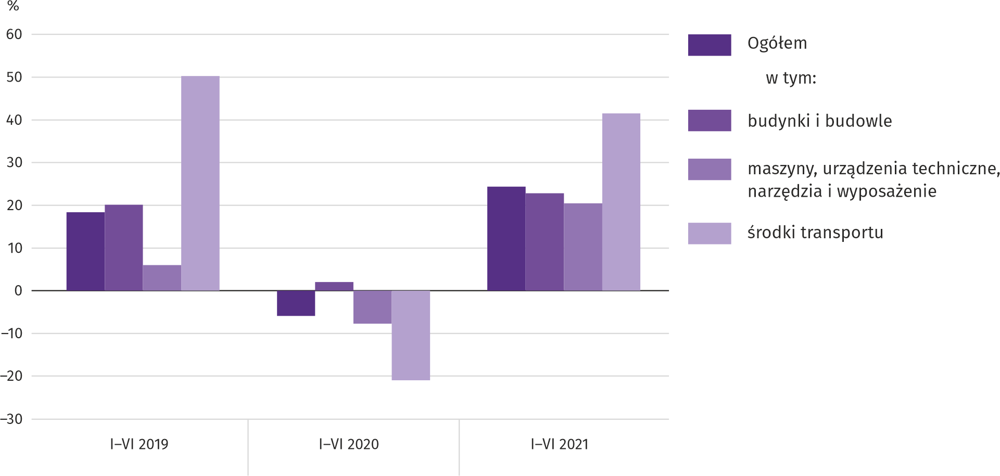 %
60
50
40
30
20
10
0
–10
–20
–30
I–VI 2019
I–VI 2020
I–VI 2021
Ogółem
w tym:
budynki i budowle
maszyny, urządzenia techniczne,
narzędzia i wyposażenie
środki transportu